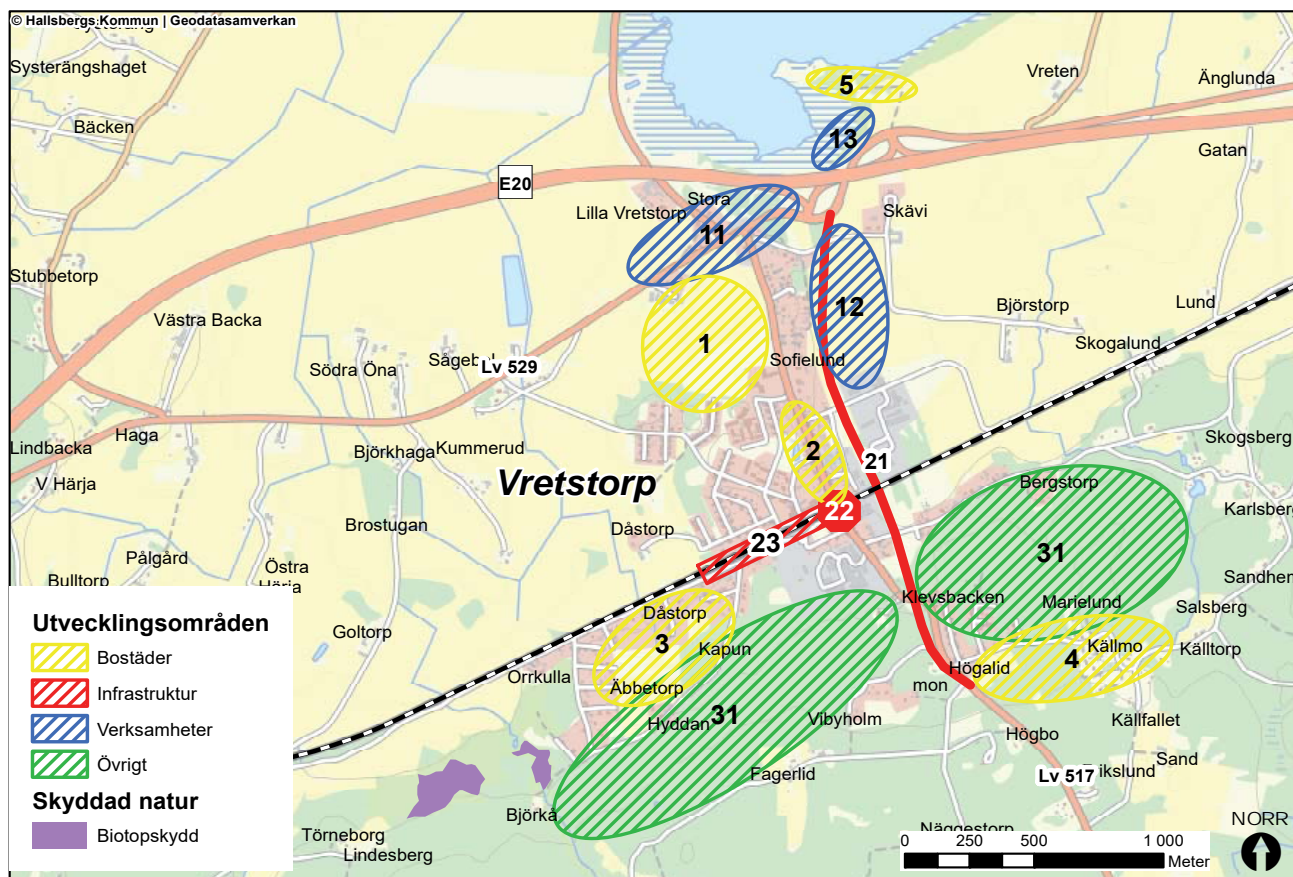 © Hallsbergs Kommun | Geodatasamverkan
Systerängshaget
Bäcken
5
Vreten
Änglunda
13
Gatan
E20
Stora
Lilla Vretstorp
Skävi
11
Stubbetorp
12
Björstorp
Lund
Västra Backa
1
Sofielund
Skogalund
Södra Öna
Lv 529
Lindbacka
Haga
Björkhaga
Kummerud
2
21
Skogsberg
V Härja
Vretstorp
Bergstorp
Brostugan
22
Karlsberg
Dåstorp
23
Pålgård
31
Bulltorp
Östra
Härja
Sandhem
Klevsbacken
Marielund
Salsberg
Utvecklingsområden
Bostäder
Infrastruktur
Verksamheter
Övrigt
Skyddad natur
Biotopskydd
Goltorp
Dåstorp
3
Kapun
Källmo
Källtorp
4
Högalid
mon
Orrkulla
Äbbetorp
Hyddan
31
Vibyholm
Källfallet
Högbo
Sand
Fagerlid
Lv 517
Björkå
Törneborg
Lindesberg
Näggestorp
NORR
0 250 500 1 000
Meter